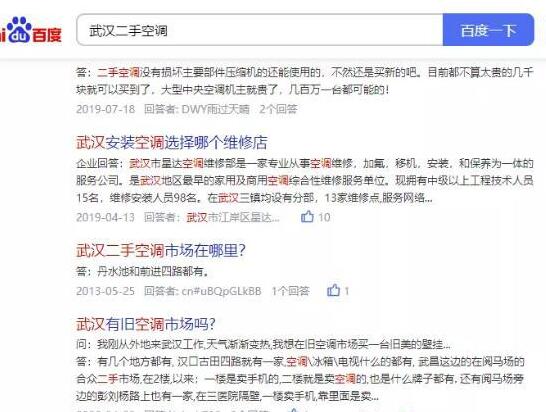 du百度
武汉二手空调
百度一下
答：二手空调没有损坏主要部件压缩机的还能使用的，不然还是买新的吧。目前都不算太贵的几千
块就可以买到了，大型中央空调机主就贵了，几百万一台都可能的！
2019-07-18 回答者: DWY雨过天晴 2个回答
武汉安装空调选择哪个维修店
企业回答：武汉市星达空调维修部是一家专业从事空调维修，加氟，移机，安装，和保养为一体的
服务公司。是武汉地区最早的家用及商用空调综合性维修服务单位。现拥有中级以上工程技术人员
15名，维修安装人员98名。在武汉三镇均设有分部，13家维修点,服务网络...
2019-04-13 回答者：武汉市江岸区星达... 10
武汉二手空调市场在哪里?
答：丹水池和前进四路都有。
2013-05-25 回答者: cn#uBQpGLkBB 1个回答 1
武汉有旧空调市场吗?
问：我刚从外地来武汉工作,天气渐渐变热,我想在旧空调市场买一台旧美的壁挂...
答：有几个地方都有, 汉口古田四路就有一家,空调\冰箱\电视什么的都有, 武昌这边的在阅马场的
合众二手市场,在2楼,以来; 一楼是卖手机的,二楼就是卖空调的,也是什么牌子都有, 还有阅马场旁
边的彭刘杨路上也有一家, 在三医院隔壁,一楼卖手机,靠里面是卖...